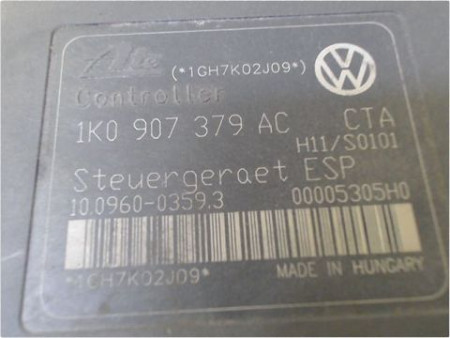 Ate (*1GH7K02J09*)
Controller
1K0 907 379 AC CTA
H11/S0101
Steuergeraet ESP
10.0960-0359.3 00005305H0
*1GH7K02J09* MADE IN HUNGARY